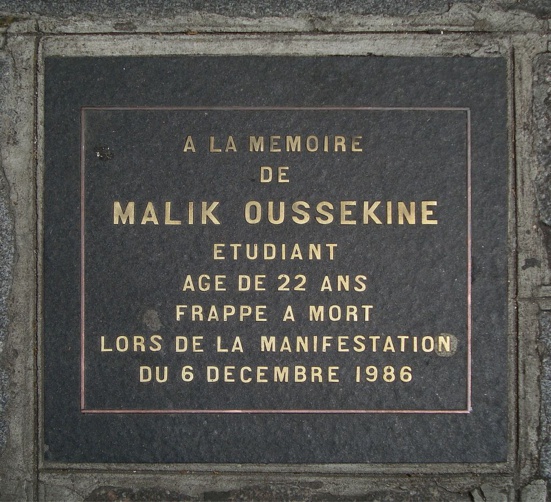 A LA MEMOIRE
DE
MALIK OUSSEKINE
ETUDIANT
AGE DE 22 ANS
FRAPPE A MORT
LORS DE LA MANIFESTATION
DU 6 DECEMBRE 1986